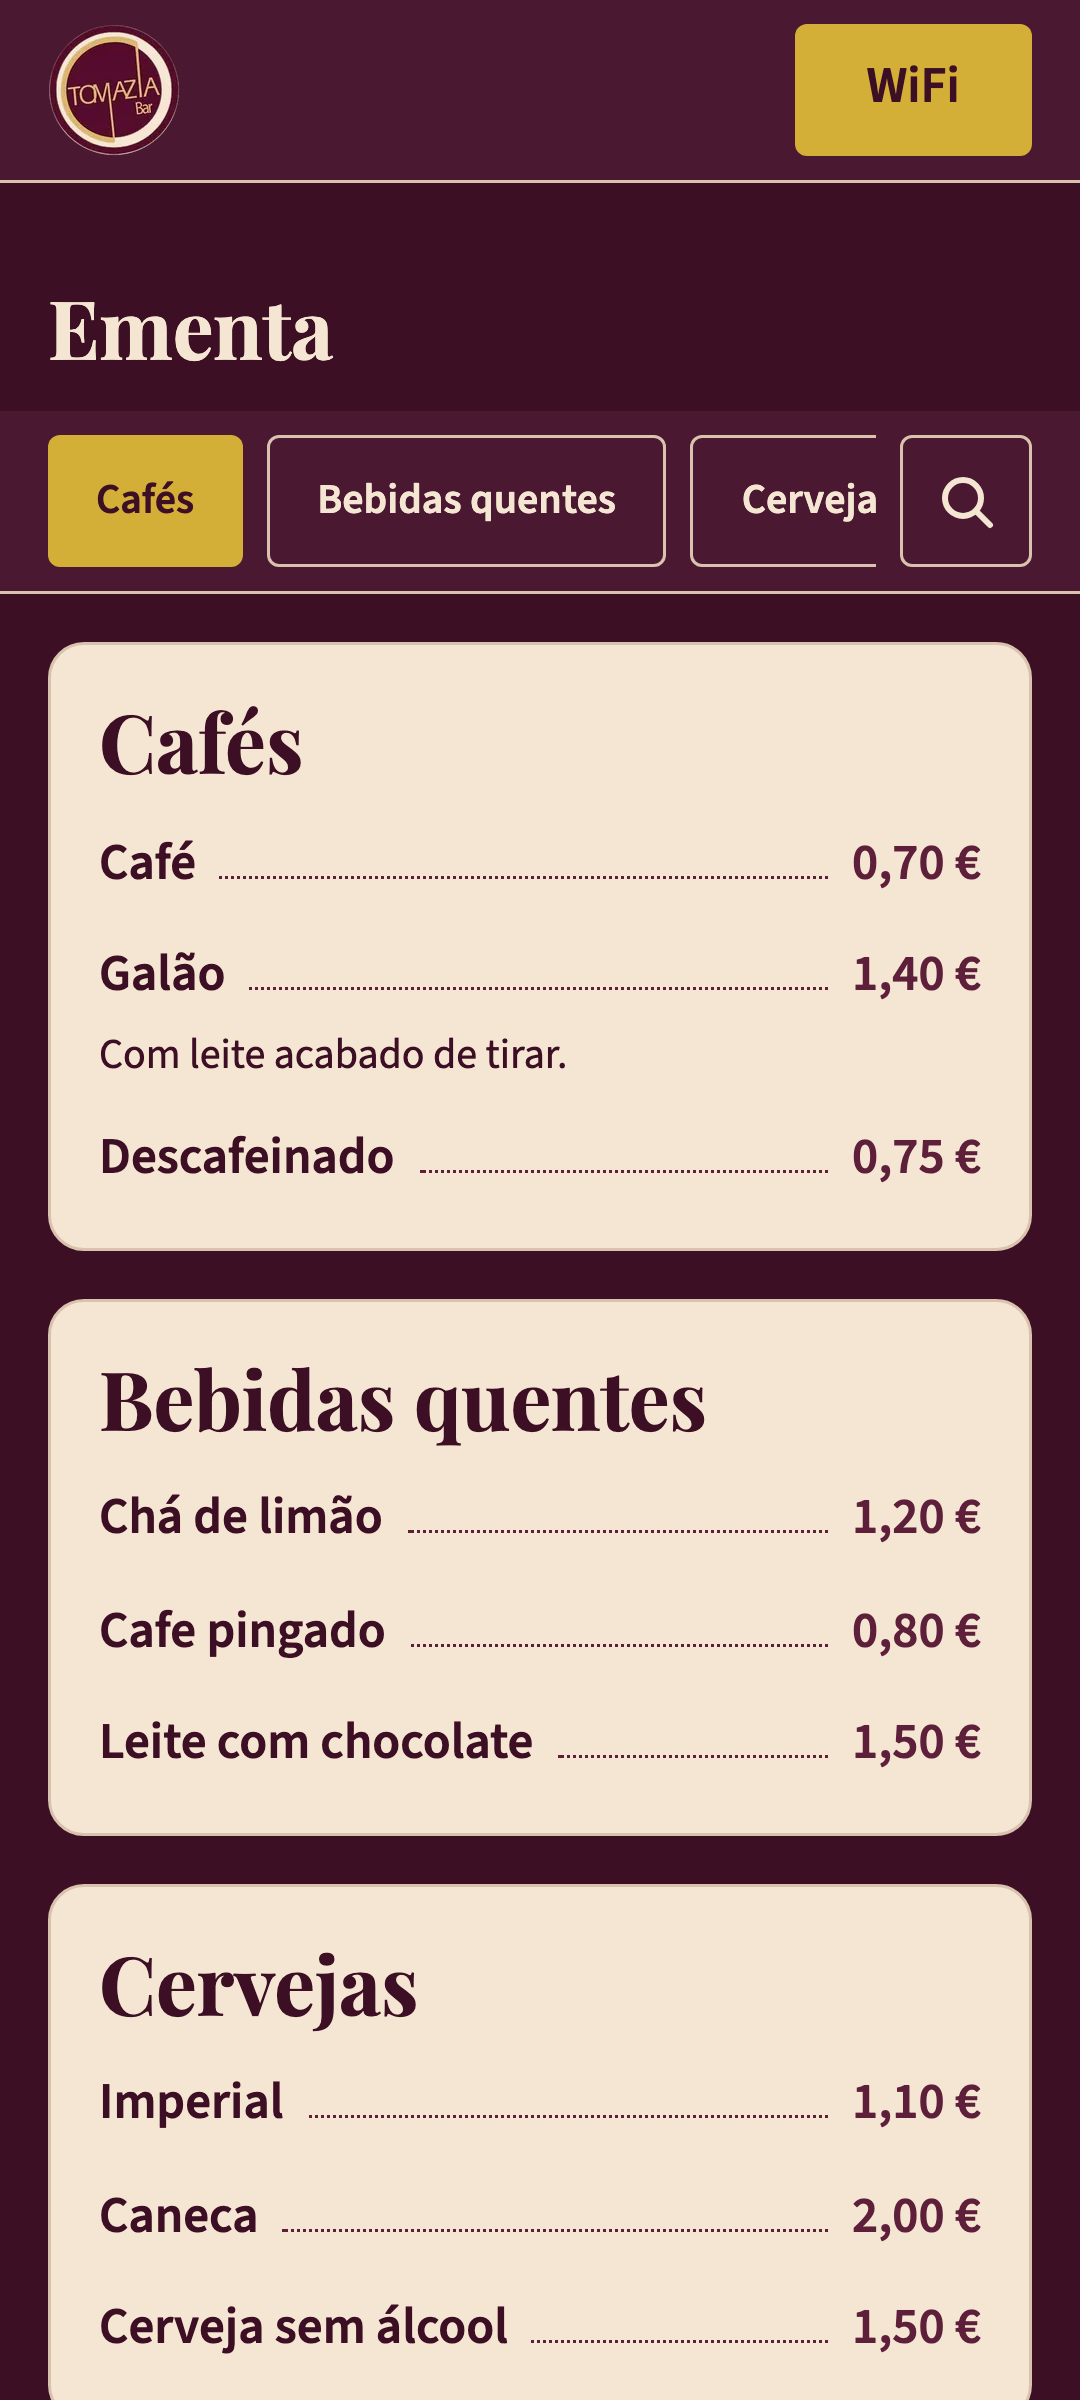 TOMAZIA
Bar
WiFi
Ementa
Cafés
Bebidas quentes
Cerveja
Cafés
Café 0,70 €
Galão 1,40 €
Com leite acabado de tirar.
Descafeinado 0,75 €
Bebidas quentes
Chá de limão 1,20 €
Cafe pingado 0,80 €
Leite com chocolate 1,50 €
Cervejas
Imperial 1,10 €
Caneca 2,00 €
Cerveja sem álcool 1,50 €